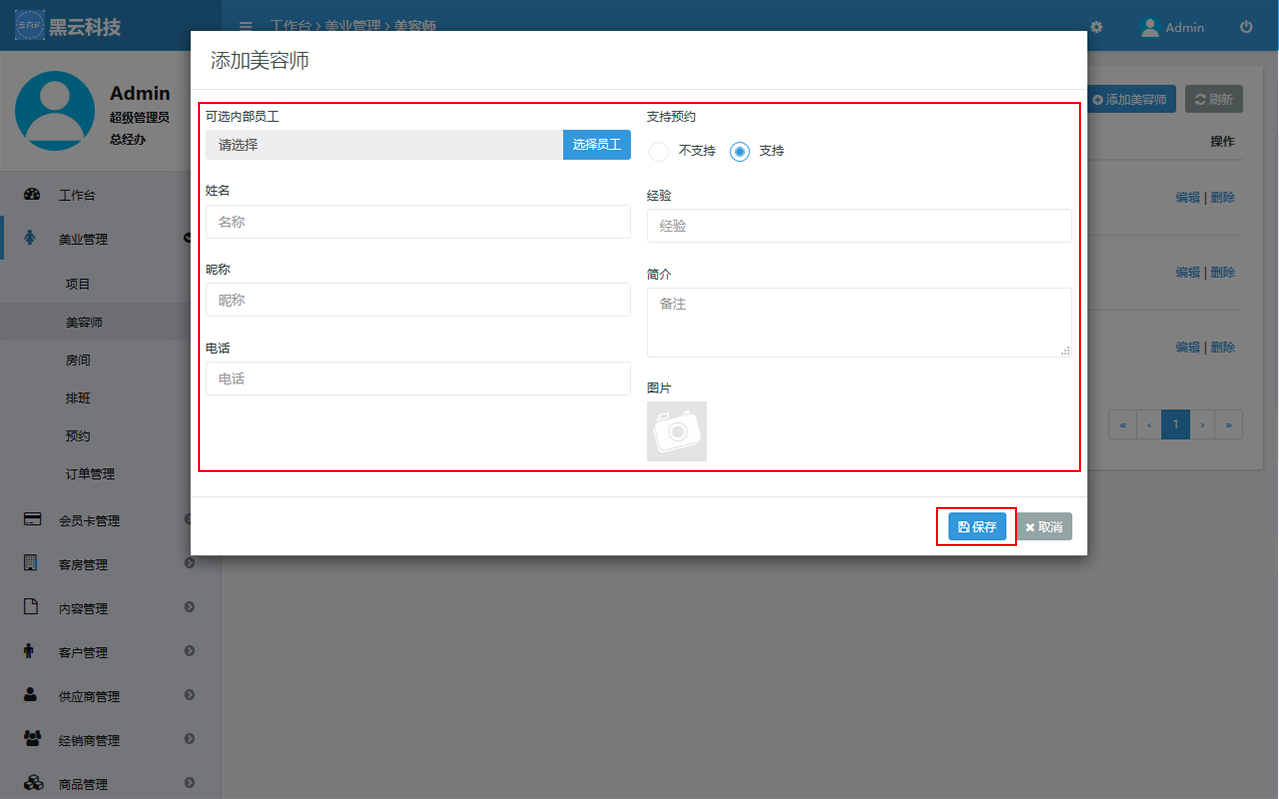 黑云科技
工作台 > 美业管理 > 美容师
Admin
Admin
超级管理员
总经办
工作台
美业管理
项目
美容师
房间
排班
预约
订单管理
会员卡管理
客房管理
内容管理
客户管理
供应商管理
经销商管理
商品管理
添加美容师
刷新
操作
编辑 | 删除
编辑 | 删除
编辑 | 删除
« ‹ 1 › »
添加美容师
可选内部员工
请选择
选择员工
姓名
名称
昵称
昵称
电话
电话
支持预约
不支持 支持
经验
经验
简介
备注
图片
保存
取消